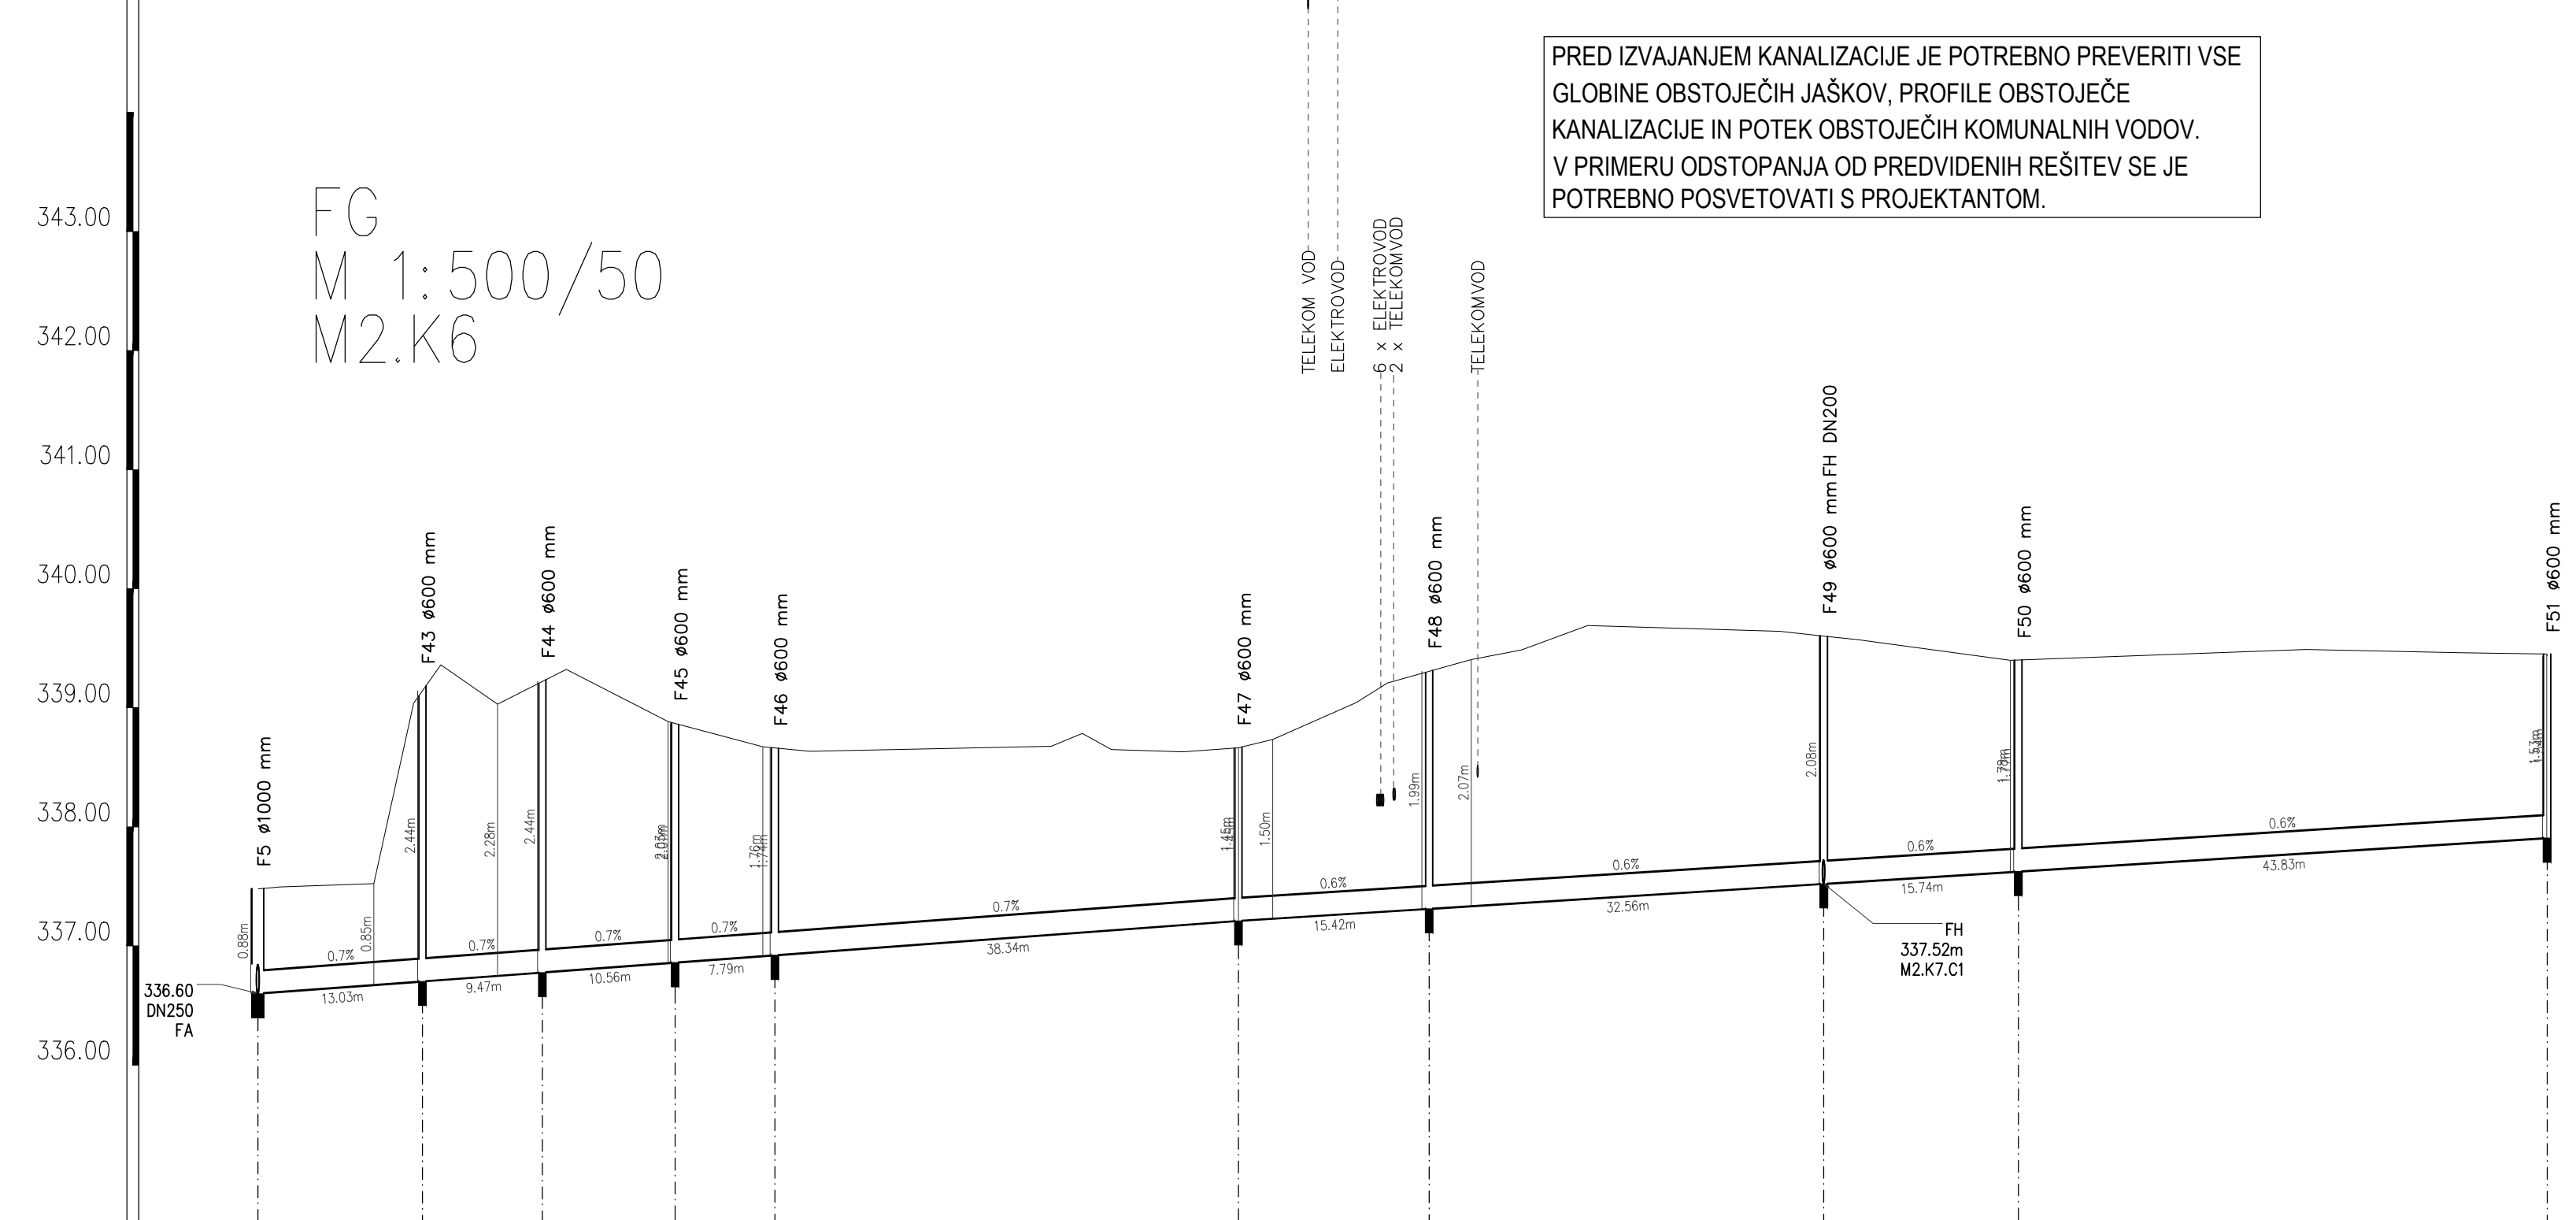 PRED IZVAJANJEM KANALIZACIJE JE POTREBNO PREVERITI VSE
GLOBINE OBSTOJEČIH JAŠKOV, PROFILE OBSTOJEČE
KANALIZACIJE IN POTEK OBSTOJEČIH KOMUNALNIH VODOV.
V PRIMERU ODSTOPANJA OD PREDVIDENIH REŠITEV SE JE
POTREBNO POSVETOVATI S PROJEKTANTOM.
FG
M 1:500/50
M2.K6
343.00
342.00
341.00
340.00
339.00
338.00
337.00
336.00
TELEKOM VOD
ELEKTROVOD
6 x ELEKTROVOD
2 x TELEKOMVOD
TELEKOMVOD
F5 ø1000 mm
F43 ø600 mm
F44 ø600 mm
F45 ø600 mm
F46 ø600 mm
F47 ø600 mm
F48 ø600 mm
F49 ø600 mm FH DN200
F50 ø600 mm
F51 ø600 mm
0.88m
0.85m
2.44m
2.28m
2.44m
2.03m
1.76m
1.74m
1.45m
1.50m
1.99m
2.07m
2.08m
1.53m
0.7%
0.7%
0.7%
0.7%
0.7%
0.6%
0.6%
0.6%
0.6%
13.03m
9.47m
10.56m
7.79m
38.34m
15.42m
32.56m
15.74m
43.83m
336.60
DN250
FA
FH
337.52m
M2.K7.C1